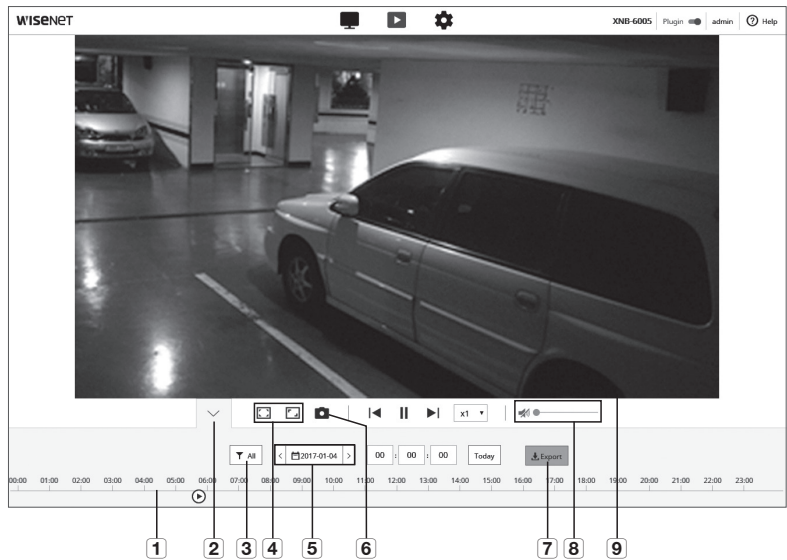 WISENET
XNB-6005 Plugin admin ? Help
x1
All
2017-01-04
00 : 00 : 00
Today
Export
00:00 01:00 02:00 03:00 04:00 05:00 06:00 07:00 08:00 09:00 10:00 11:00 12:00 13:00 14:00 15:00 16:00 17:00 18:00 19:00 20:00 21:00 22:00 23:00
1 2 3 4 5 6 7 8 9